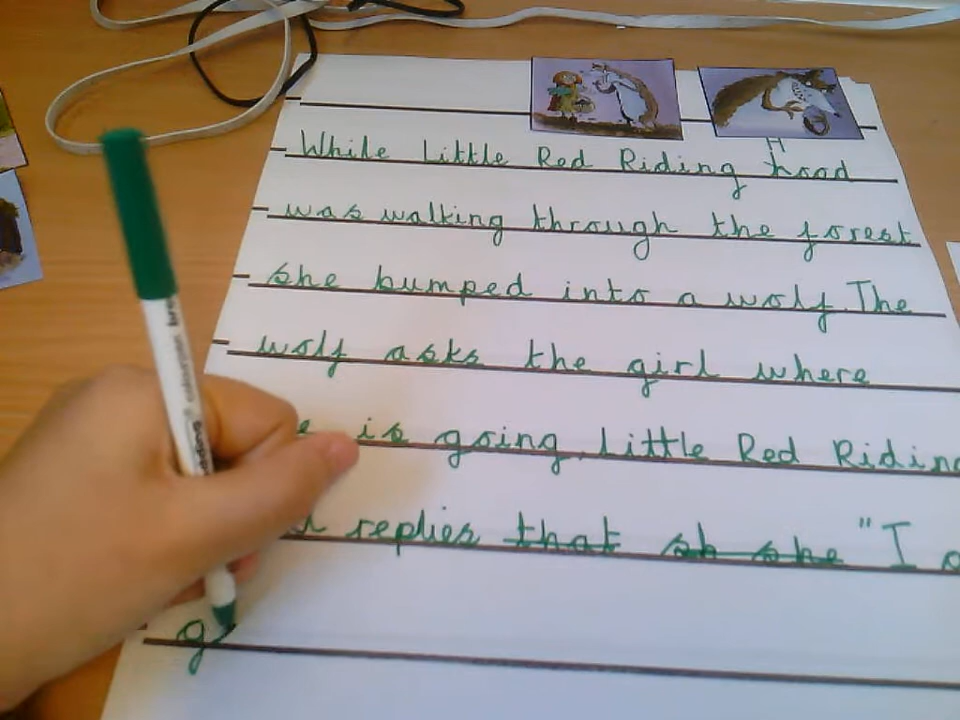 While Little Red Riding Hood
was walking through the forest
she bumped into a wolf. The
wolf asks the girl where
is going. Little Red Riding
replies that sh she "I
g